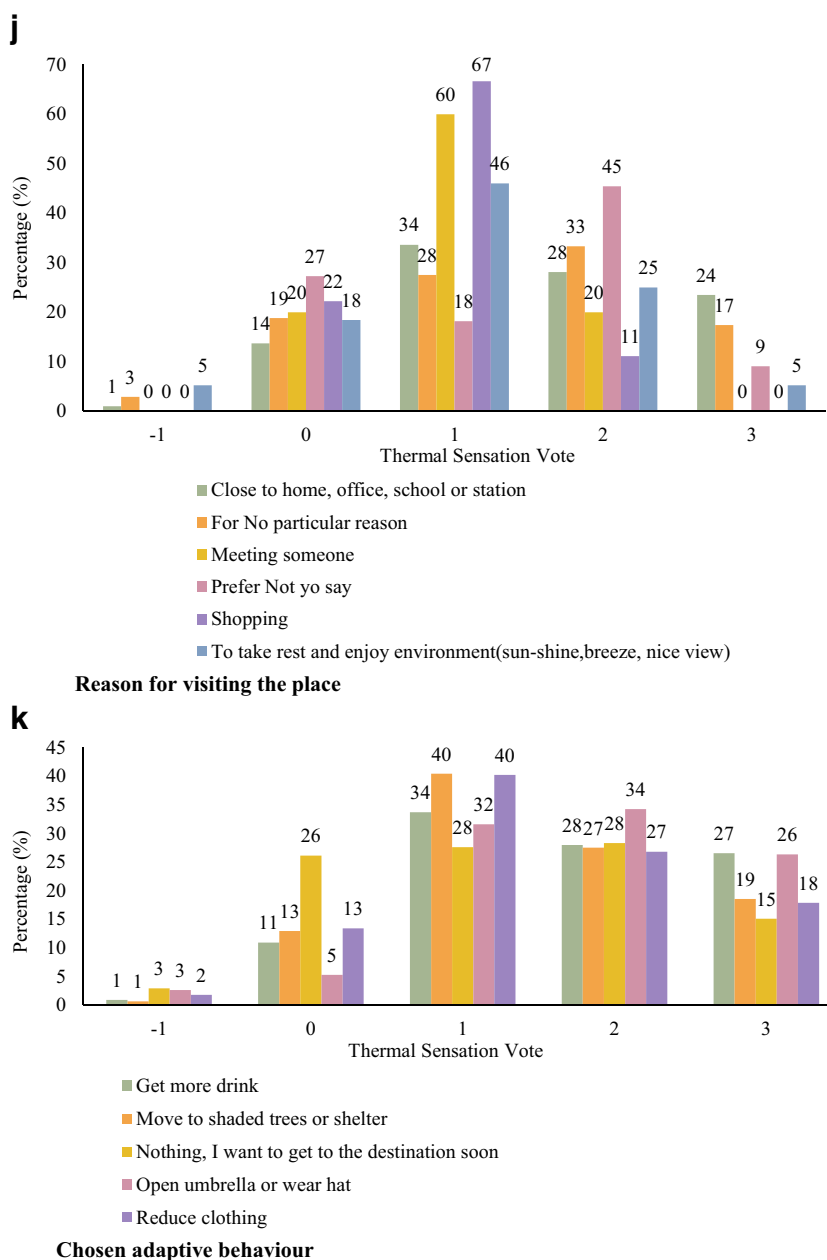 j
70
60
50
40
30
20
10
0
Percentage (%)
1 3 0 0 0 5
14 19 20 27 22 18
34 28 60 18 67 46
28 33 20 45 11 25
24 17 0 9 0 5
-1 0 1 2 3
Thermal Sensation Vote
Close to home, office, school or station
For No particular reason
Meeting someone
Prefer Not yo say
Shopping
To take rest and enjoy environment(sun-shine,breeze, nice view)
Reason for visiting the place
k
45
40
35
30
25
20
15
10
5
0
Percentage (%)
1 1 3 3 2
11 13 26 5 13
34 40 28 32 40
28 27 28 34 27
27 19 15 26 18
-1 0 1 2 3
Thermal Sensation Vote
Get more drink
Move to shaded trees or shelter
Nothing, I want to get to the destination soon
Open umbrella or wear hat
Reduce clothing
Chosen adaptive behaviour